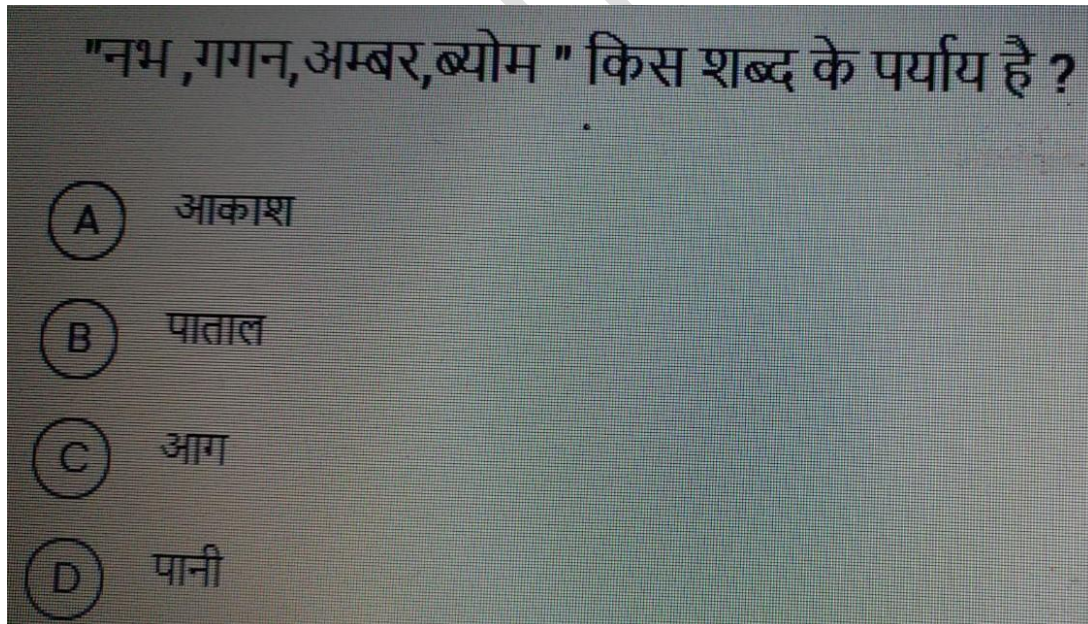 "नभ ,गगन,अम्बर,ब्योम " किस शब्द के पर्याय है ?
A आकाश
B पाताल
C आग
D पानी